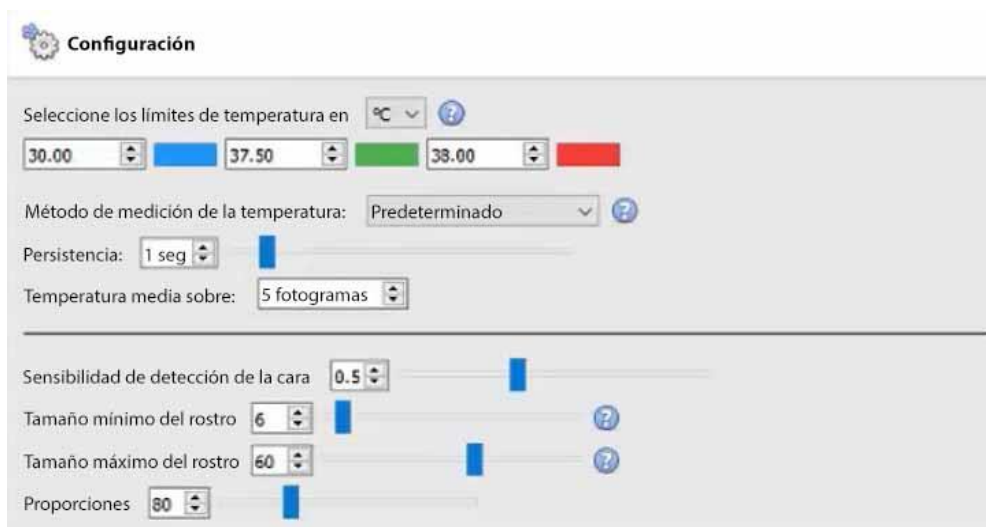 Configuración
Seleccione los límites de temperatura en ºC
30.00 37.50 38.00
Método de medición de la temperatura: Predeterminado
Persistencia: 1 seg
Temperatura media sobre: 5 fotogramas
Sensibilidad de detección de la cara 0.5
Tamaño mínimo del rostro 6
Tamaño máximo del rostro 60
Proporciones 80